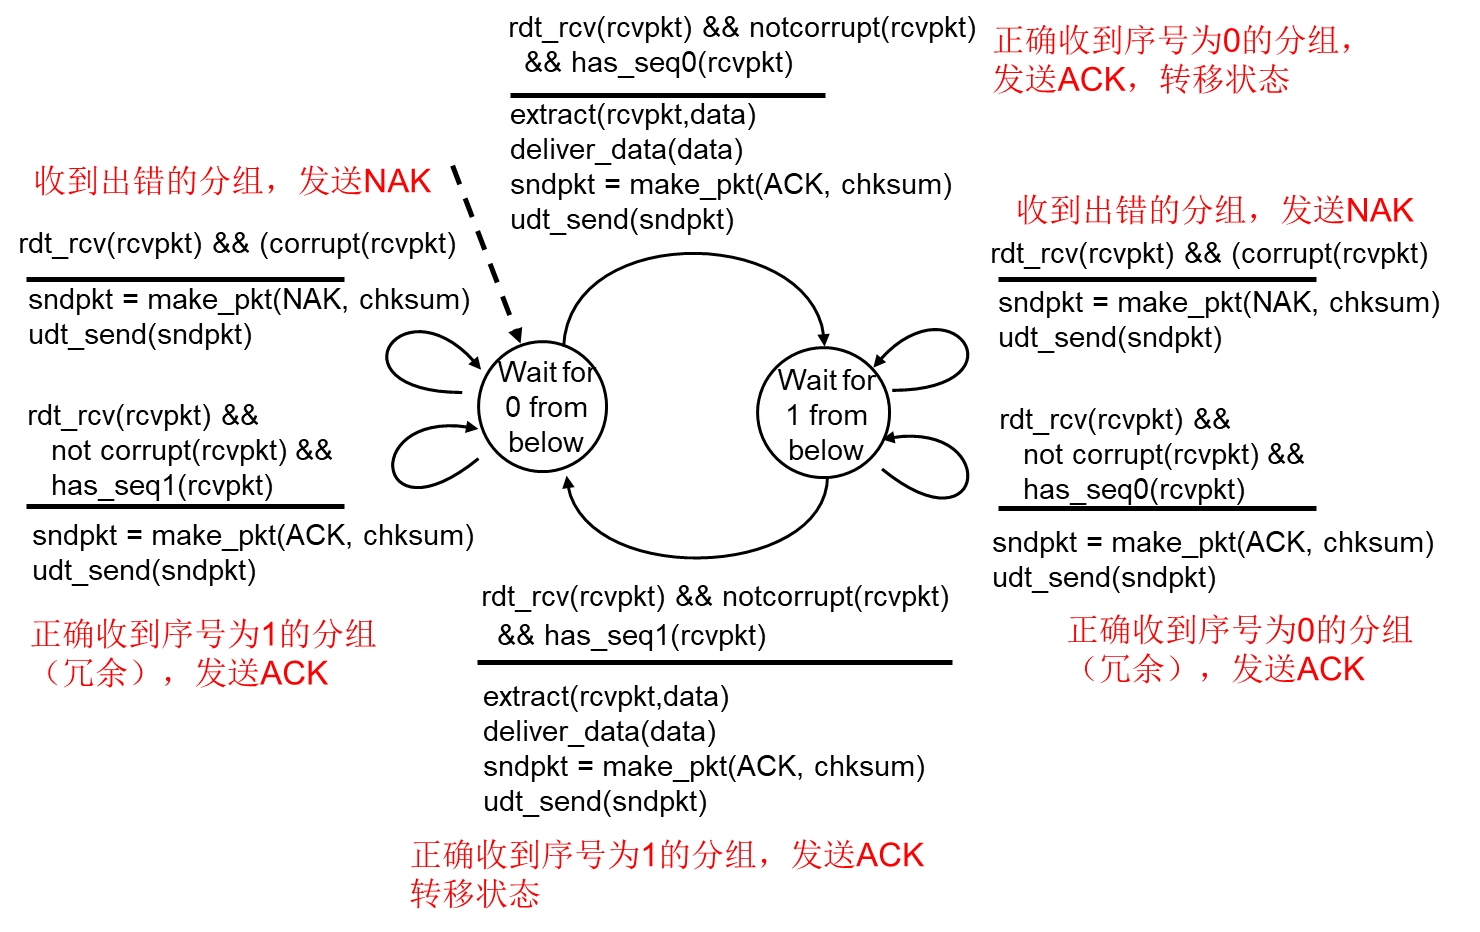 rdt_rcv(rcvpkt) && notcorrupt(rcvpkt)
&& has_seq0(rcvpkt)
extract(rcvpkt,data)
deliver_data(data)
sndpkt = make_pkt(ACK, chksum)
udt_send(sndpkt)
正确收到序号为0的分组，
发送ACK，转移状态
收到出错的分组，发送NAK
rdt_rcv(rcvpkt) && (corrupt(rcvpkt)
sndpkt = make_pkt(NAK, chksum)
udt_send(sndpkt)
rdt_rcv(rcvpkt) &&
not corrupt(rcvpkt) &&
has_seq1(rcvpkt)
sndpkt = make_pkt(ACK, chksum)
udt_send(sndpkt)
正确收到序号为1的分组
（冗余），发送ACK
Wait for
0 from
below
Wait for
1 from
below
收到出错的分组，发送NAK
rdt_rcv(rcvpkt) && (corrupt(rcvpkt)
sndpkt = make_pkt(NAK, chksum)
udt_send(sndpkt)
rdt_rcv(rcvpkt) &&
not corrupt(rcvpkt) &&
has_seq0(rcvpkt)
sndpkt = make_pkt(ACK, chksum)
udt_send(sndpkt)
正确收到序号为0的分组
（冗余），发送ACK
rdt_rcv(rcvpkt) && notcorrupt(rcvpkt)
&& has_seq1(rcvpkt)
extract(rcvpkt,data)
deliver_data(data)
sndpkt = make_pkt(ACK, chksum)
udt_send(sndpkt)
正确收到序号为1的分组，发送ACK
转移状态